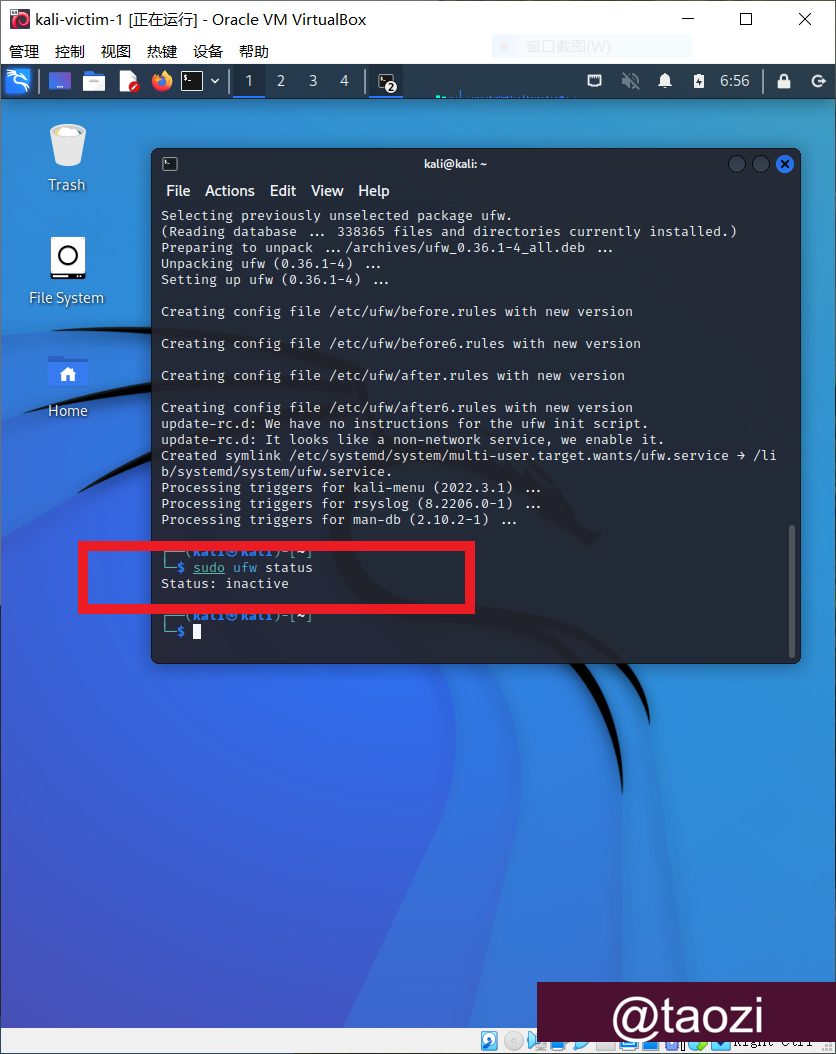 kali-victim-1 [正在运行] - Oracle VM VirtualBox
管理 控制 视图 热键 设备 帮助
窗口截图(W)
1 2 3 4 2 6:56
Trash
File System
Home
kali@kali: ~
File Actions Edit View Help
Selecting previously unselected package ufw.
(Reading database ... 338365 files and directories currently installed.)
Preparing to unpack .../archives/ufw_0.36.1-4_all.deb ...
Unpacking ufw (0.36.1-4) ...
Setting up ufw (0.36.1-4) ...
Creating config file /etc/ufw/before.rules with new version
Creating config file /etc/ufw/before6.rules with new version
Creating config file /etc/ufw/after.rules with new version
Creating config file /etc/ufw/after6.rules with new version
update-rc.d: We have no instructions for the ufw init script.
update-rc.d: It looks like a non-network service, we enable it.
Created symlink /etc/systemd/system/multi-user.target.wants/ufw.service → /li
b/systemd/system/ufw.service.
Processing triggers for kali-menu (2022.3.1) ...
Processing triggers for rsyslog (8.2206.0-1) ...
Processing triggers for man-db (2.10.2-1) ...
┌──(kali㉿kali)-[~]
└─$ sudo ufw status
Status: inactive
┌──(kali㉿kali)-[~]
└─$
@taozi
Right Ctrl